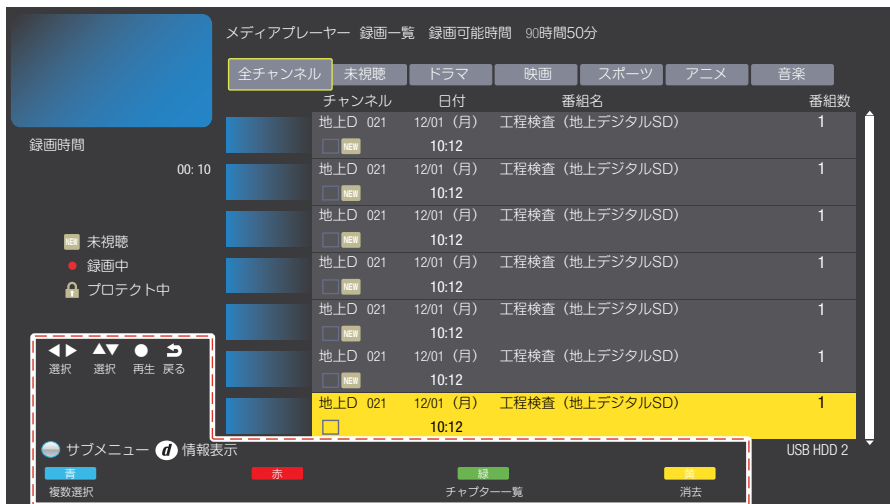 メディアプレーヤー 録画一覧 録画可能時間 90時間50分
全チャンネル 未視聴 ドラマ 映画 スポーツ アニメ 音楽
チャンネル 日付 番組名 番組数
地上D 021 12/01 (月) 工程検査(地上デジタルSD) 1
NEW 10:12
地上D 021 12/01 (月) 工程検査(地上デジタルSD) 1
NEW 10:12
地上D 021 12/01 (月) 工程検査(地上デジタルSD) 1
NEW 10:12
地上D 021 12/01 (月) 工程検査(地上デジタルSD) 1
NEW 10:12
地上D 021 12/01 (月) 工程検査(地上デジタルSD) 1
NEW 10:12
地上D 021 12/01 (月) 工程検査(地上デジタルSD) 1
NEW 10:12
地上D 021 12/01 (月) 工程検査(地上デジタルSD) 1
10:12
録画時間
00:10
NEW 未視聴
録画中
プロテクト中
選択 選択 再生 戻る
サブメニュー d 情報表示
USB HDD 2
青 赤 緑 黄
複数選択 チャプター一覧 消去